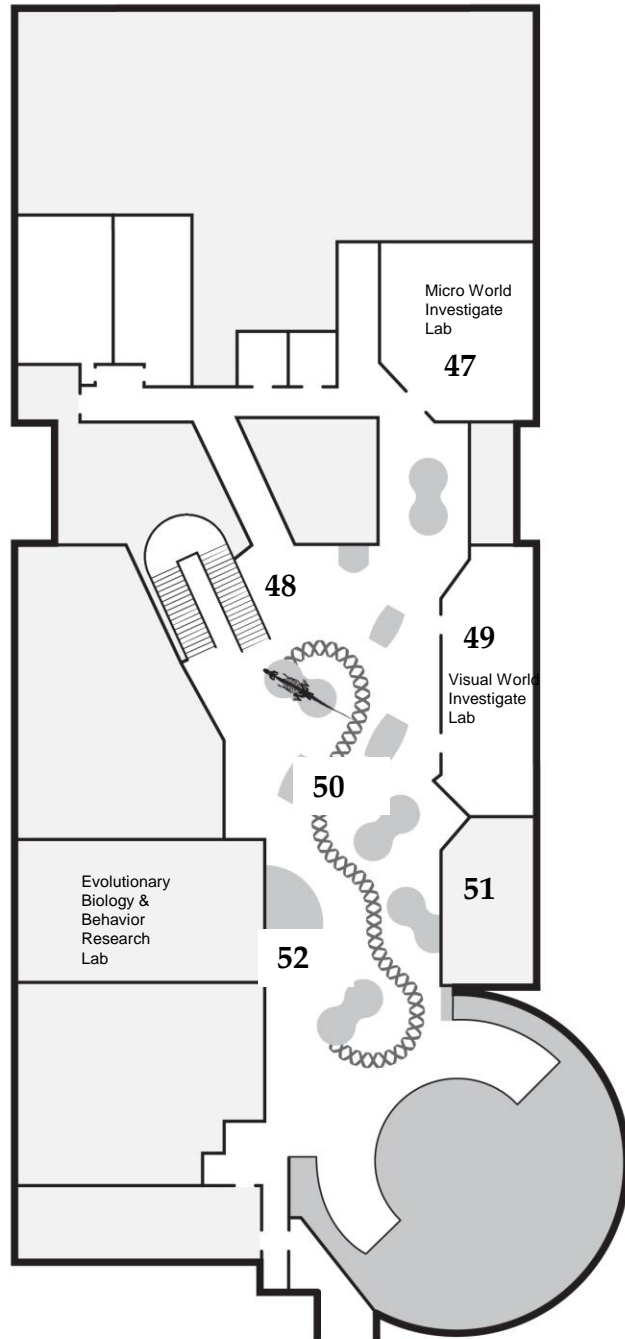 Micro World
Investigate
Lab
47
48
49
Visual World
Investigate
Lab
50
51
Evolutionary
Biology &
Behavior
Research
Lab
52